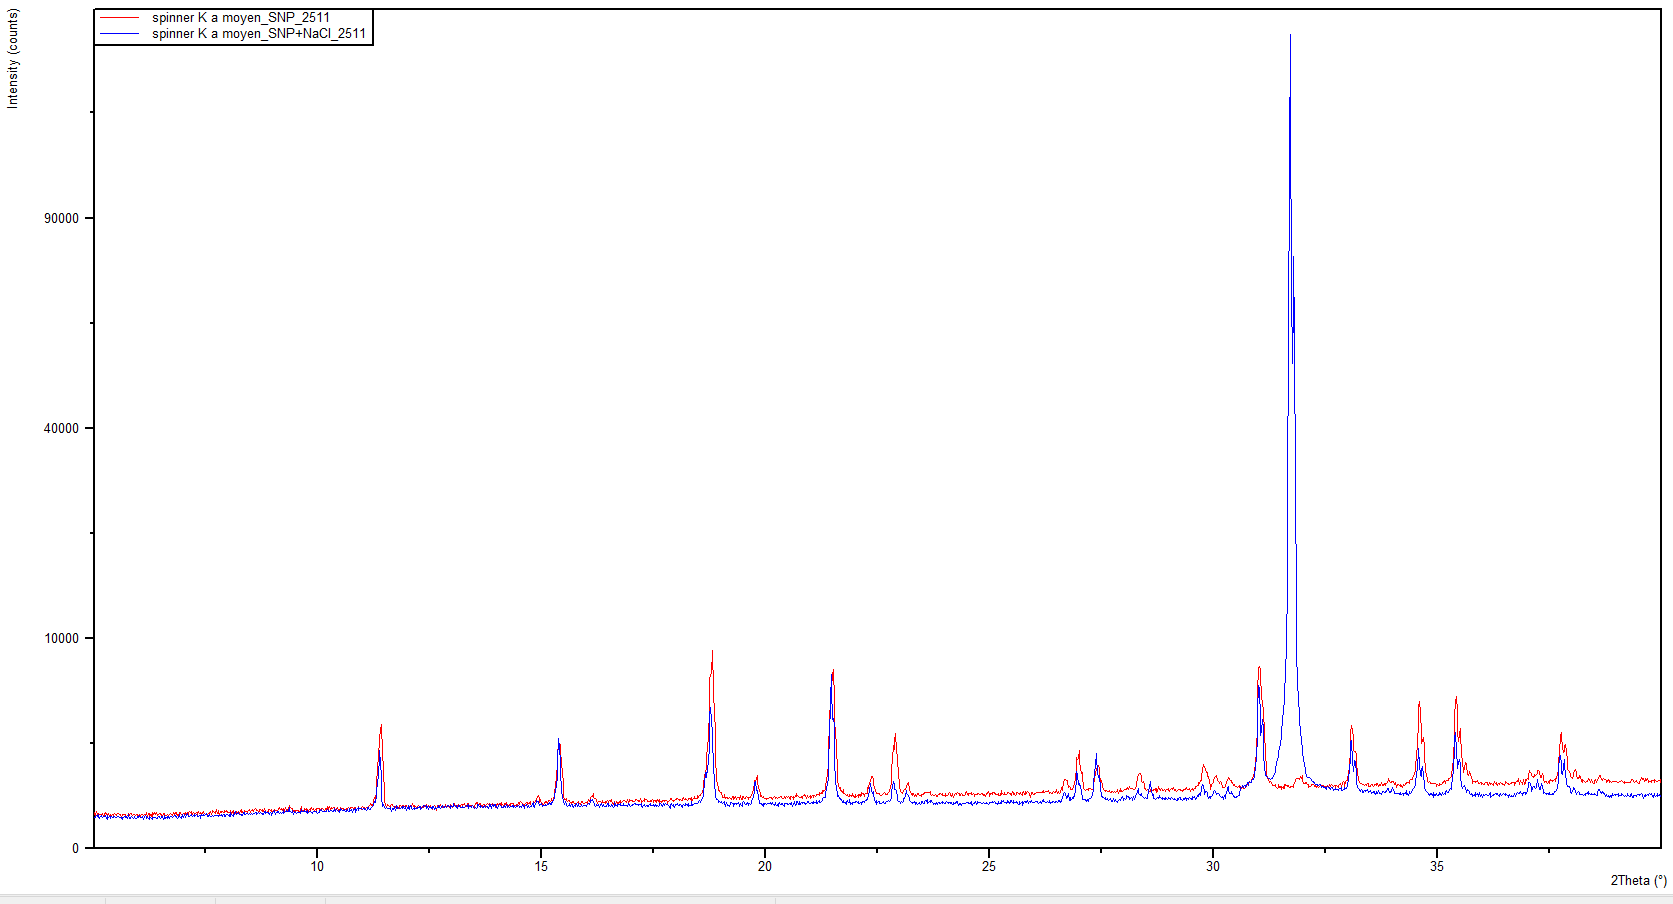 Intensity (counts)
spinner K a moyen_SNP_2511
spinner K a moyen_SNP+NaCl_2511
90000
40000
10000
0
10 15 20 25 30 35
2Theta (°)